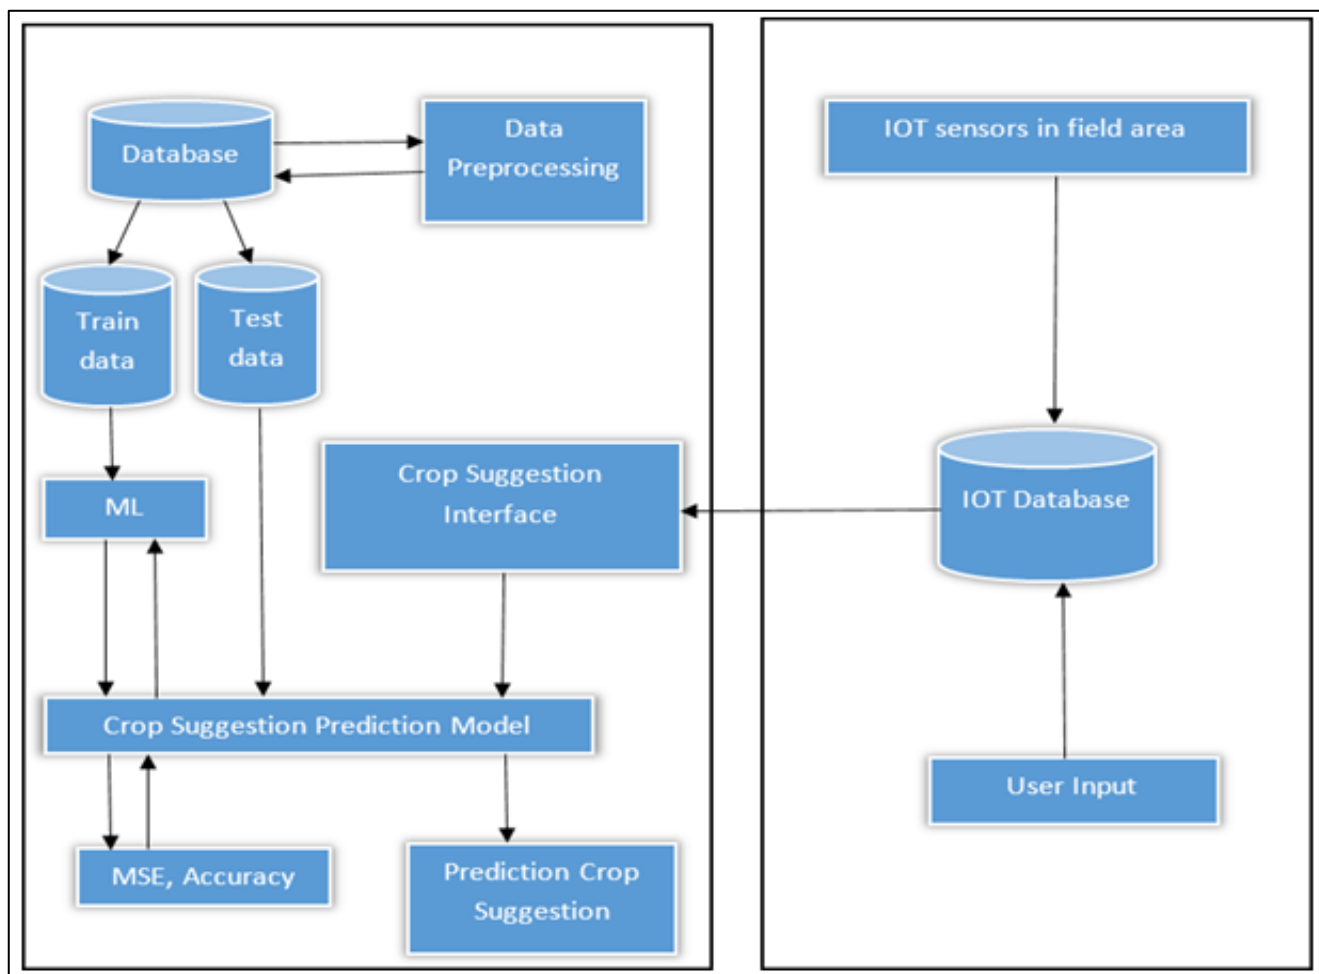 Database
Data
Preprocessing
Train
data
Test
data
ML
Crop Suggestion
Interface
Crop Suggestion Prediction Model
MSE, Accuracy
Prediction Crop
Suggestion
IOT sensors in field area
IOT Database
User Input